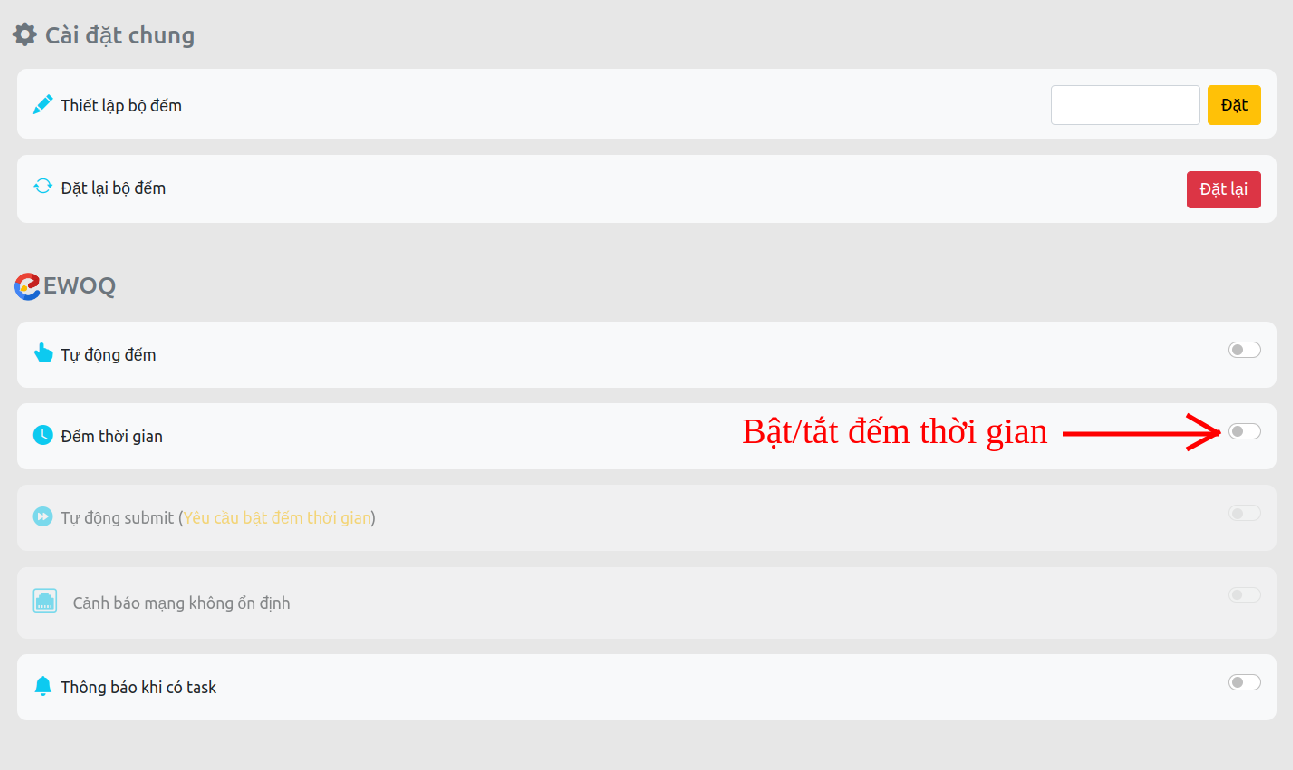 Cài đặt chung
Thiết lập bộ đếm
Đặt
Đặt lại bộ đếm
Đặt lại
EWOQ
Tự động đếm
Đếm thời gian
Bật/tắt đếm thời gian
Tự động submit (Yêu cầu bật đếm thời gian)
Cảnh báo mạng không ổn định
Thông báo khi có task